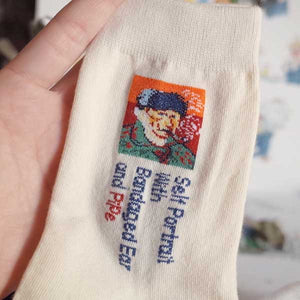 Self Portrait
with
Bandaged Ear
and Pipe